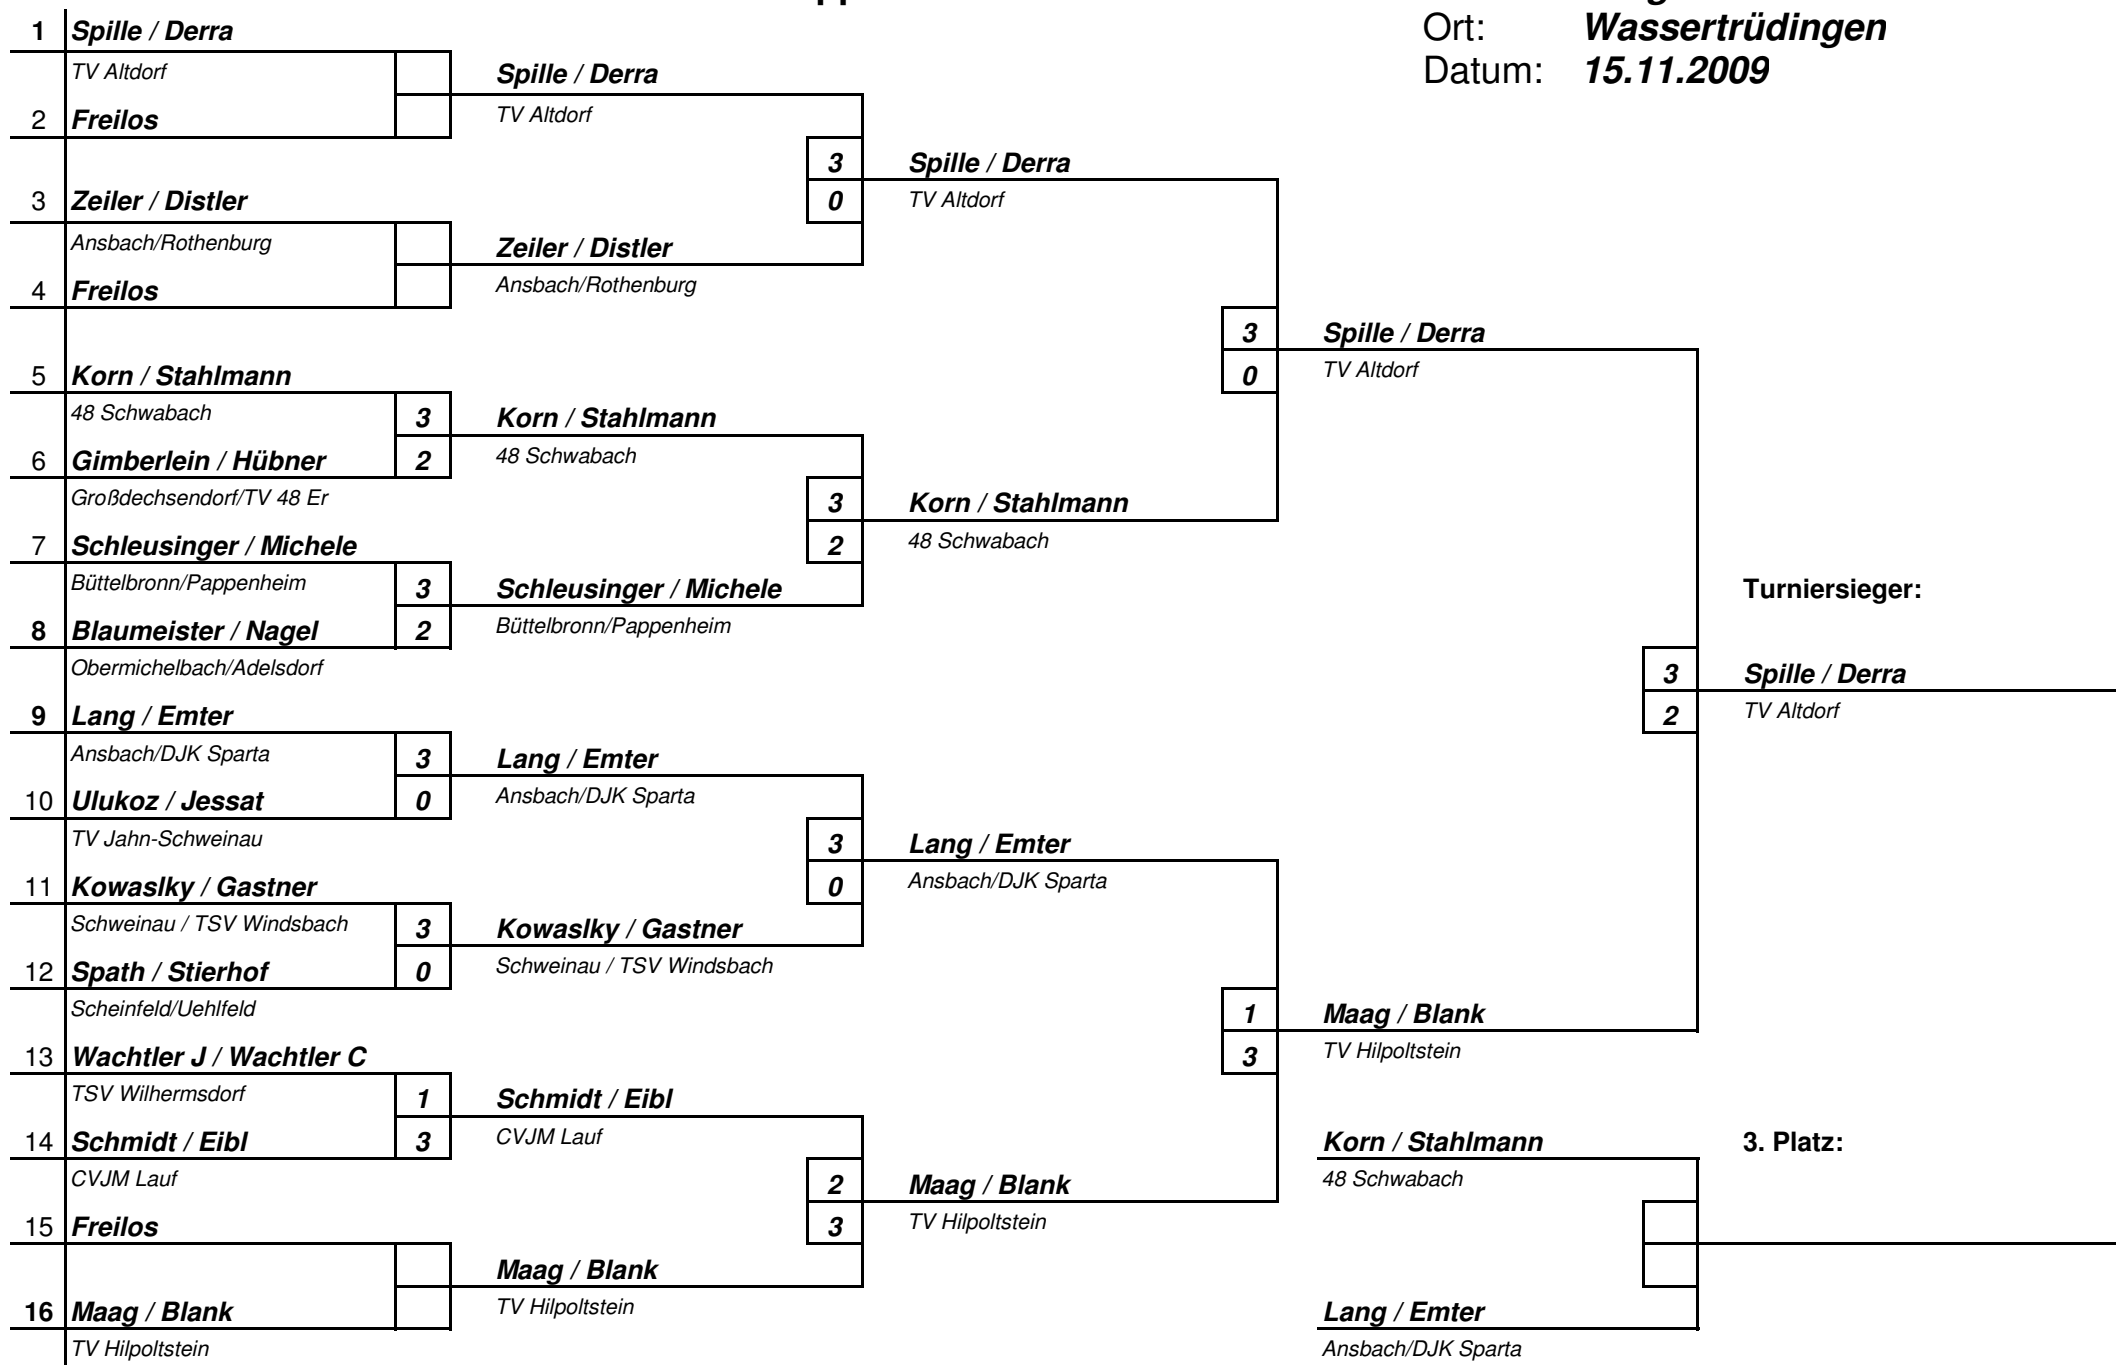 Ort: Wassertrüdingen
Datum: 15.11.2009
1 Spille / Derra
TV Altdorf
2 Freilos
3 Zeiler / Distler
Ansbach/Rothenburg
4 Freilos
5 Korn / Stahlmann
48 Schwabach 3
6 Gimberlein / Hübner 2
Großdechsendorf/TV 48 Er
7 Schleusinger / Michele
Büttelbronn/Pappenheim 3
8 Blaumeister / Nagel 2
Obermichelbach/Adelsdorf
9 Lang / Emter
Ansbach/DJK Sparta 3
10 Ulukoz / Jessat 0
TV Jahn-Schweinau
11 Kowaslky / Gastner
Schweinau / TSV Windsbach 3
12 Spath / Stierhof 0
Scheinfeld/Uehlfeld
13 Wachtler J / Wachtler C
TSV Wilhermsdorf 1
14 Schmidt / Eibl 3
CVJM Lauf
15 Freilos
16 Maag / Blank
TV Hilpoltstein
Spille / Derra
TV Altdorf
3
0
Zeiler / Distler
Ansbach/Rothenburg
Korn / Stahlmann
48 Schwabach
3
2
Schleusinger / Michele
Büttelbronn/Pappenheim
Lang / Emter
Ansbach/DJK Sparta
3
0
Kowaslky / Gastner
Schweinau / TSV Windsbach
Schmidt / Eibl
CVJM Lauf
2
3
Maag / Blank
TV Hilpoltstein
Spille / Derra
TV Altdorf
3
0
Korn / Stahlmann
48 Schwabach
Lang / Emter
Ansbach/DJK Sparta
1
3
Maag / Blank
TV Hilpoltstein
Spille / Derra
TV Altdorf
3
2
Maag / Blank
TV Hilpoltstein
Turniersieger:
Spille / Derra
TV Altdorf
Korn / Stahlmann
48 Schwabach
3. Platz:
Lang / Emter
Ansbach/DJK Sparta